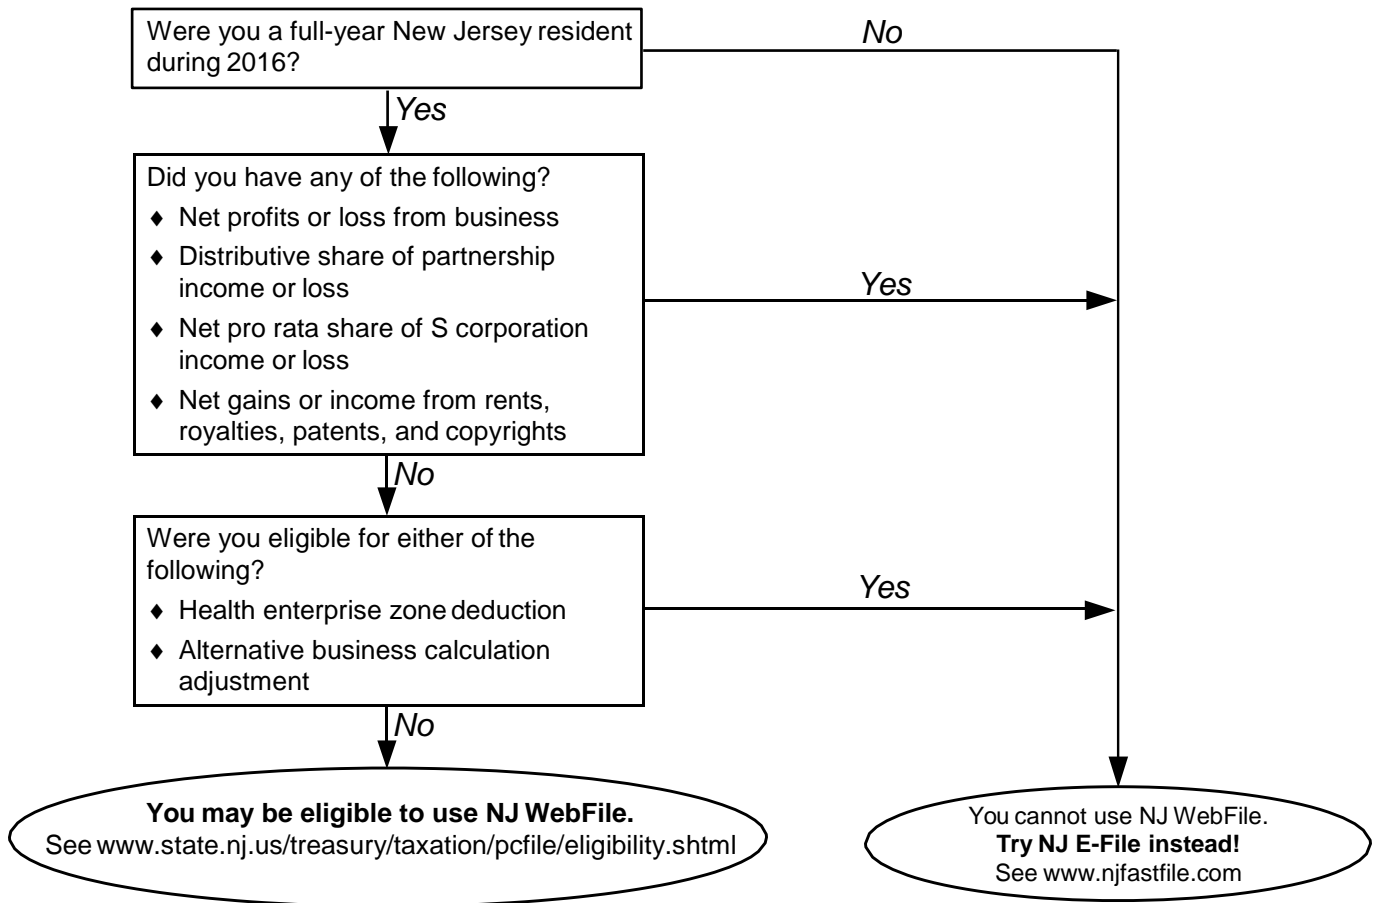 Were you a full-year New Jersey resident
during 2016?
No
Yes
Did you have any of the following?
♦ Net profits or loss from business
♦ Distributive share of partnership
income or loss
♦ Net pro rata share of S corporation
income or loss
♦ Net gains or income from rents,
royalties, patents, and copyrights
Yes
No
Were you eligible for either of the
following?
♦ Health enterprise zone deduction
♦ Alternative business calculation
adjustment
Yes
No
You may be eligible to use NJ WebFile.
See www.state.nj.us/treasury/taxation/pcfile/eligibility.shtml
You cannot use NJ WebFile.
Try NJ E-File instead!
See www.njfastfile.com